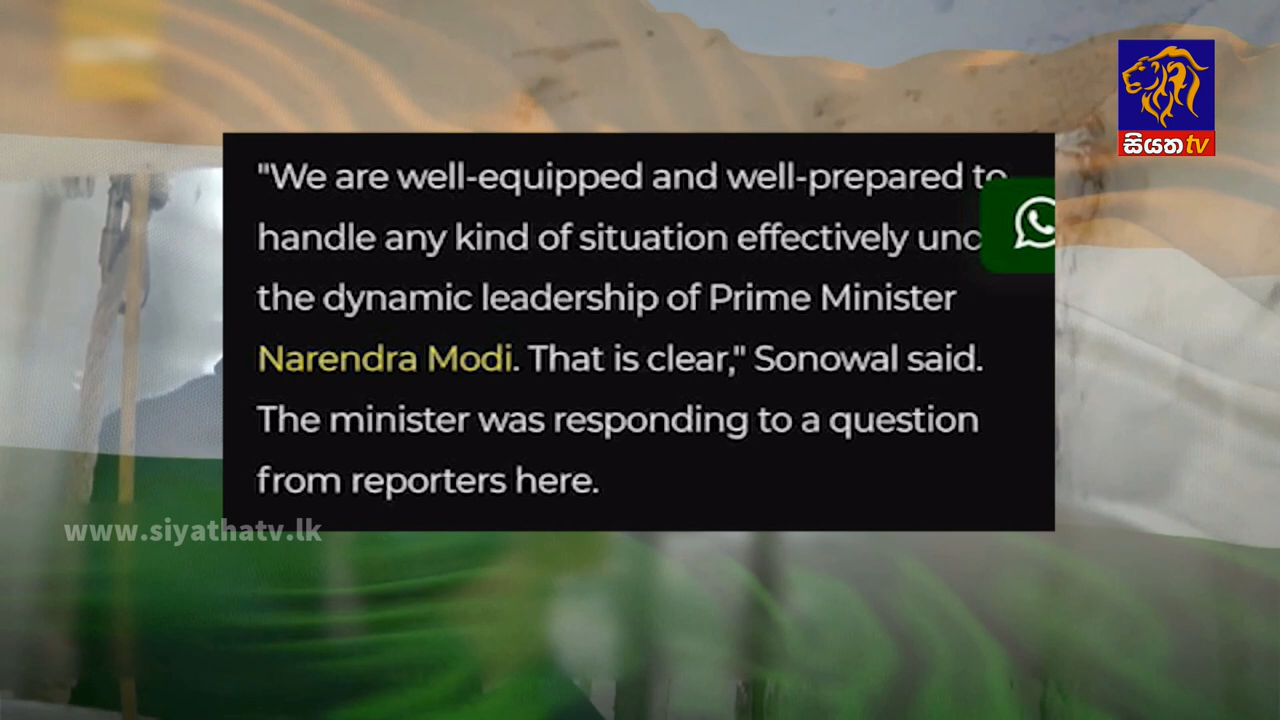 සියත tv
"We are well-equipped and well-prepared to
handle any kind of situation effectively
the dynamic leadership of Prime Minister
Narendra Modi. That is clear," Sonowal said.
The minister was responding to a question
from reporters here.
www.siyathatv.lk